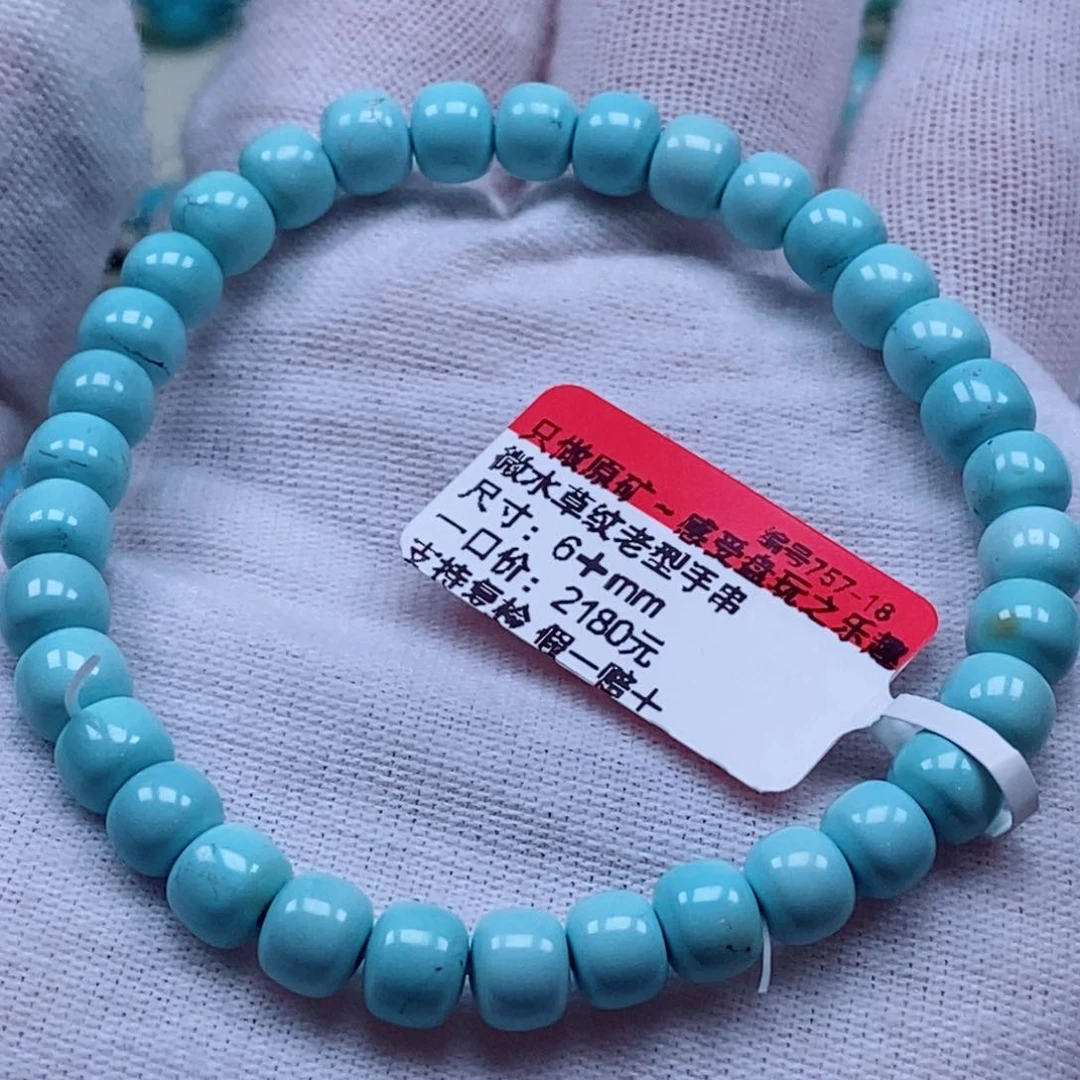 只做原矿~感受盘玩之乐趣
编号757-18
微水草纹老型手串
尺寸：6+mm
一口价：2180元
支持复检 假一赔十